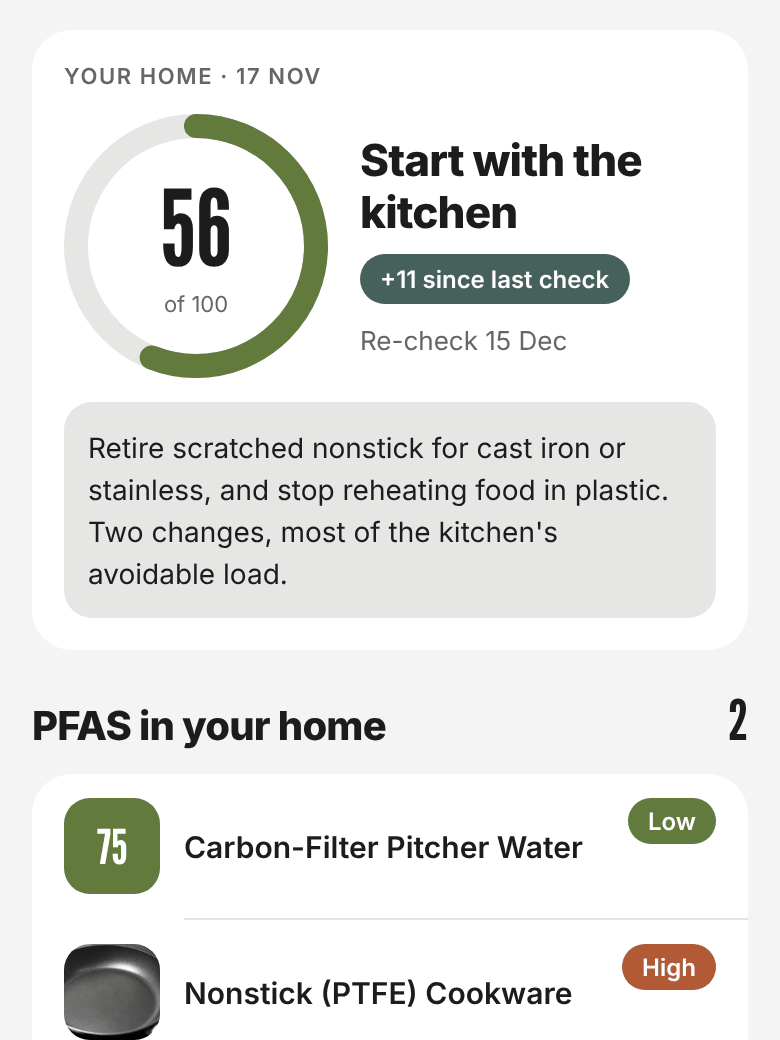 YOUR HOME · 17 NOV
56
of 100
Start with the
kitchen
+11 since last check
Re-check 15 Dec
Retire scratched nonstick for cast iron or
stainless, and stop reheating food in plastic.
Two changes, most of the kitchen's
avoidable load.
PFAS in your home
2
75
Carbon-Filter Pitcher Water
Low
Nonstick (PTFE) Cookware
High